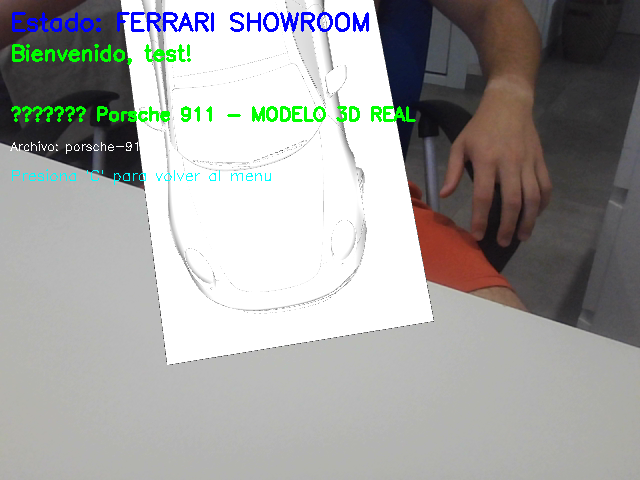 Estado: FERRARI SHOWROOM
Bienvenido, test!
??????? Porsche 911 - MODELO 3D REAL
Archivo: porsche-91
Presiona 'S' para volver al menu